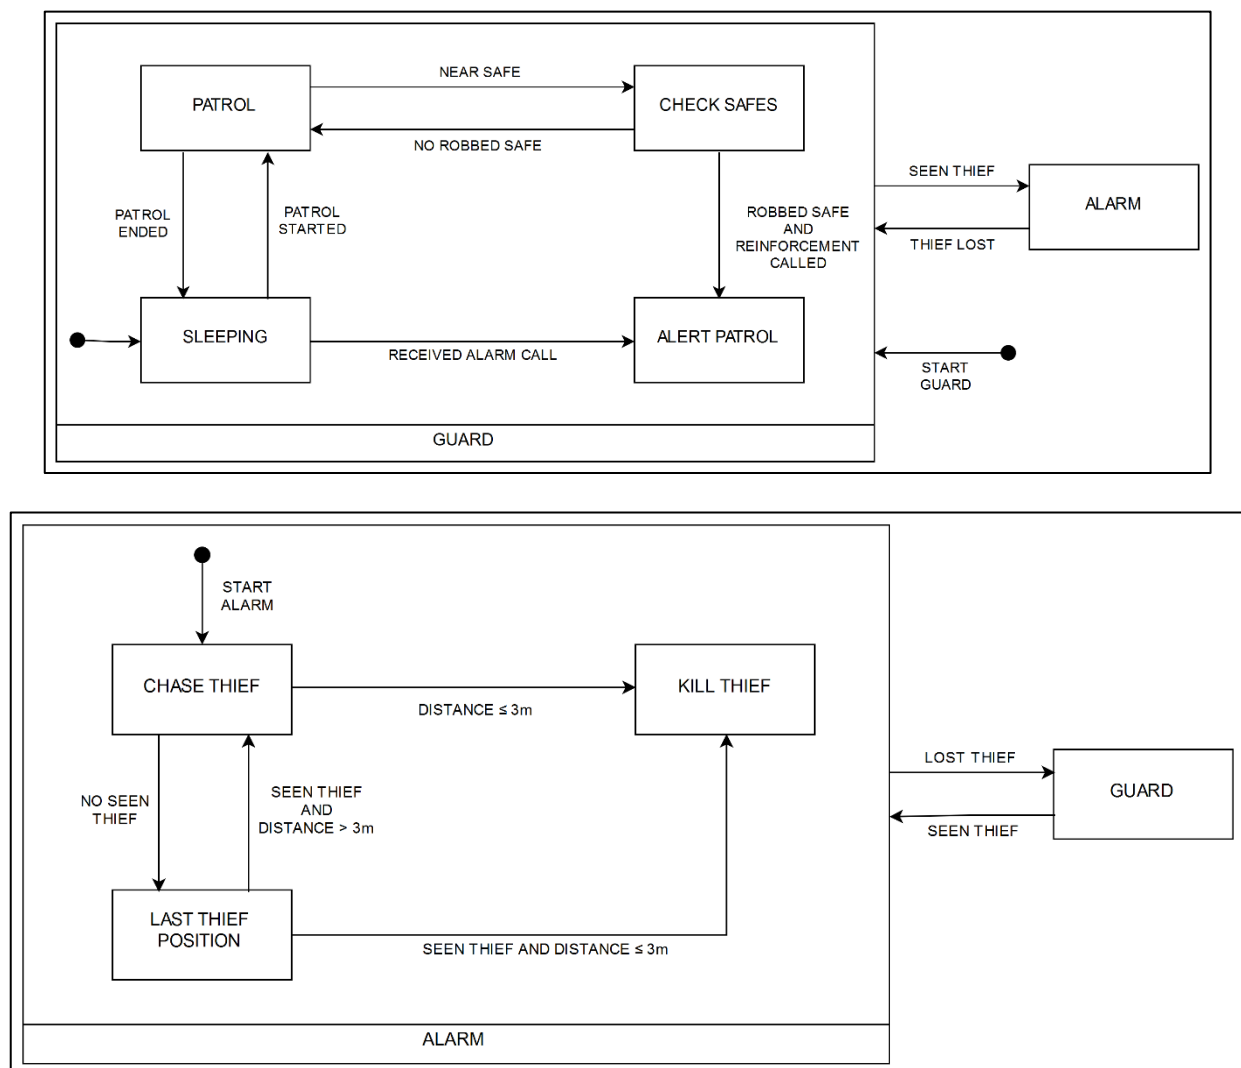 NEAR SAFE
PATROL
CHECK SAFES
NO ROBBED SAFE
SEEN THIEF
ALARM
PATROL
ENDED
PATROL
STARTED
ROBBED SAFE
AND
REINFORCEMENT
CALLED
THIEF LOST
SLEEPING
ALERT PATROL
RECEIVED ALARM CALL
START
GUARD
GUARD
START
ALARM
CHASE THIEF
KILL THIEF
DISTANCE ≤ 3m
NO SEEN
THIEF
SEEN THIEF
AND
DISTANCE > 3m
LOST THIEF
GUARD
SEEN THIEF
LAST THIEF
POSITION
SEEN THIEF AND DISTANCE ≤ 3m
ALARM